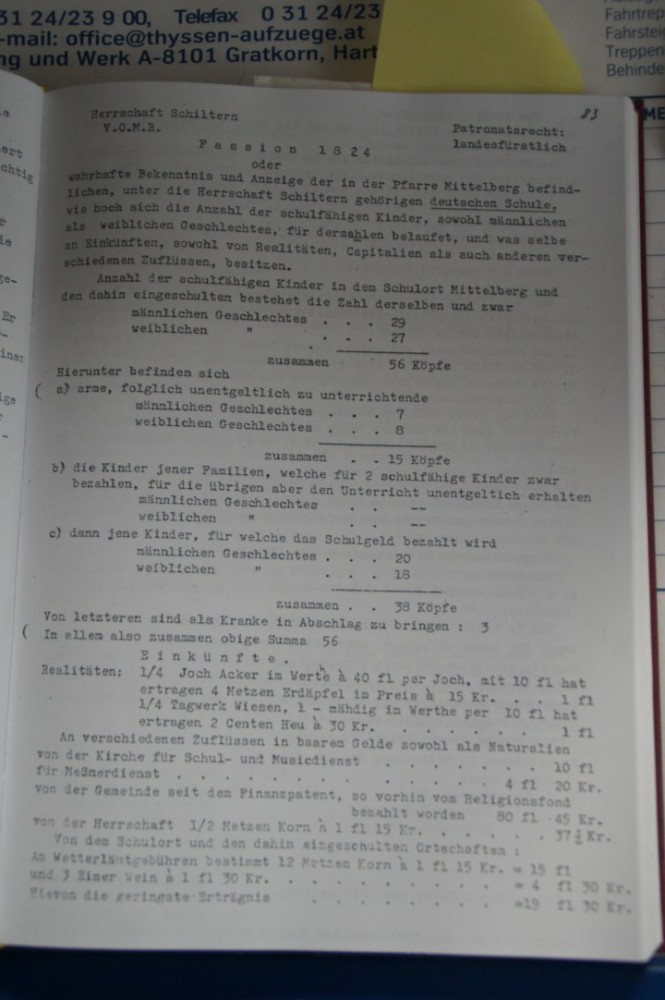 31 24/23 9 00, Telefax 0 31 24/23
-mail: office@thyssen-aufzuege.at
ng und Werk A-8101 Gratkorn, Hart
Fahrtrep
Fahrstei
Treppen
Behinde
ME
ert
chtig
ie
ge-
Er
ines
ige
83
Herrschaft Schiltern
V.O.M.B.
Patronatsrecht:
landesfürstlich
Fassion 1824
oder
wahrhafte Bekenntnis und Anzeige der in der Pfarre Mittelberg befind-
lichen, unter die Herrschaft Schiltern gehörigen deutschen Schule,
wie hoch sich die Anzahl der schulfähigen Kinder, sowohl männlichen
als weiblichen Geschlechtes, für dermahlen belaufet, und was selbe
an Einkünften, sowohl von Realitäten, Capitalien als auch anderen ver-
schiedenen Zuflüssen, besitzen.
Anzahl der schulfähigen Kinder in dem Schulort Mittelberg und
den dahin eingeschulten bestehet die Zahl derselben und zwar
männlichen Geschlechtes . . . 29
weiblichen " . . . 27
zusammen 56 Köpfe
Hierunter befinden sich
( a) arme, folglich unentgeltlich zu unterrichtende
männlichen Geschlechtes . . . 7
weiblichen Geschlechtes . . . 8
zusammen . . 15 Köpfe
b) die Kinder jener Familien, welche für 2 schulfähige Kinder zwar
bezahlen, für die übrigen aber den Unterricht unentgeltich erhalten
männlichen Geschlechtes . . --
weiblichen " . . --
c) dann jene Kinder, für welche das Schulgeld bezahlt wird
männlichen Geschlechtes . . . 20
weiblichen " . . . 18
zusammen . . 38 Köpfe
Von letzteren sind als Kranke in Abschlag zu bringen : 3
( In allem also zusammen obige Summa 56
Einkünfte.
Realitäten: 1/4 Joch Acker im Werthe à 40 fl per Joch, mit 10 fl hat
ertragen 4 Metzen Erdäpfel im Preis à 15 Kr. . . 1 fl
1/4 Tagwerk Wiesen, 1 - mähdig im Werthe per 10 fl hat
ertragen 2 Centen Heu à 30 Kr. . . . . . . . 1 fl
An verschiedenen Zuflüssen in baarem Gelde sowohl als Naturalien
von der Kirche für Schul- und Musicdienst . . . . . . . 10 fl
für Meßnerdienst . . . . . . . . . . . . . 4 fl 20 Kr.
von der Gemeinde seit dem Finanzpatent, so vorhin vom Religionsfond
bezahlt worden 80 fl 45 Kr.
von der Herrschaft 1/2 Metzen Korn à 1 fl 15 Kr. . . . . . . 37½ Kr.
Von dem Schulort und den dahin eingeschulten Ortschaften :
An Wetterläutgebühren bestimmt 12 Metzen Korn à 1 fl 15 Kr. = 15 fl
und 3 Eimer Wein à 1 fl 30 Kr. . . . . . . . . = 4 fl 30 Kr.
Hievon die geringste Erträgnis . . . . . . . =19 fl 30 Kr.